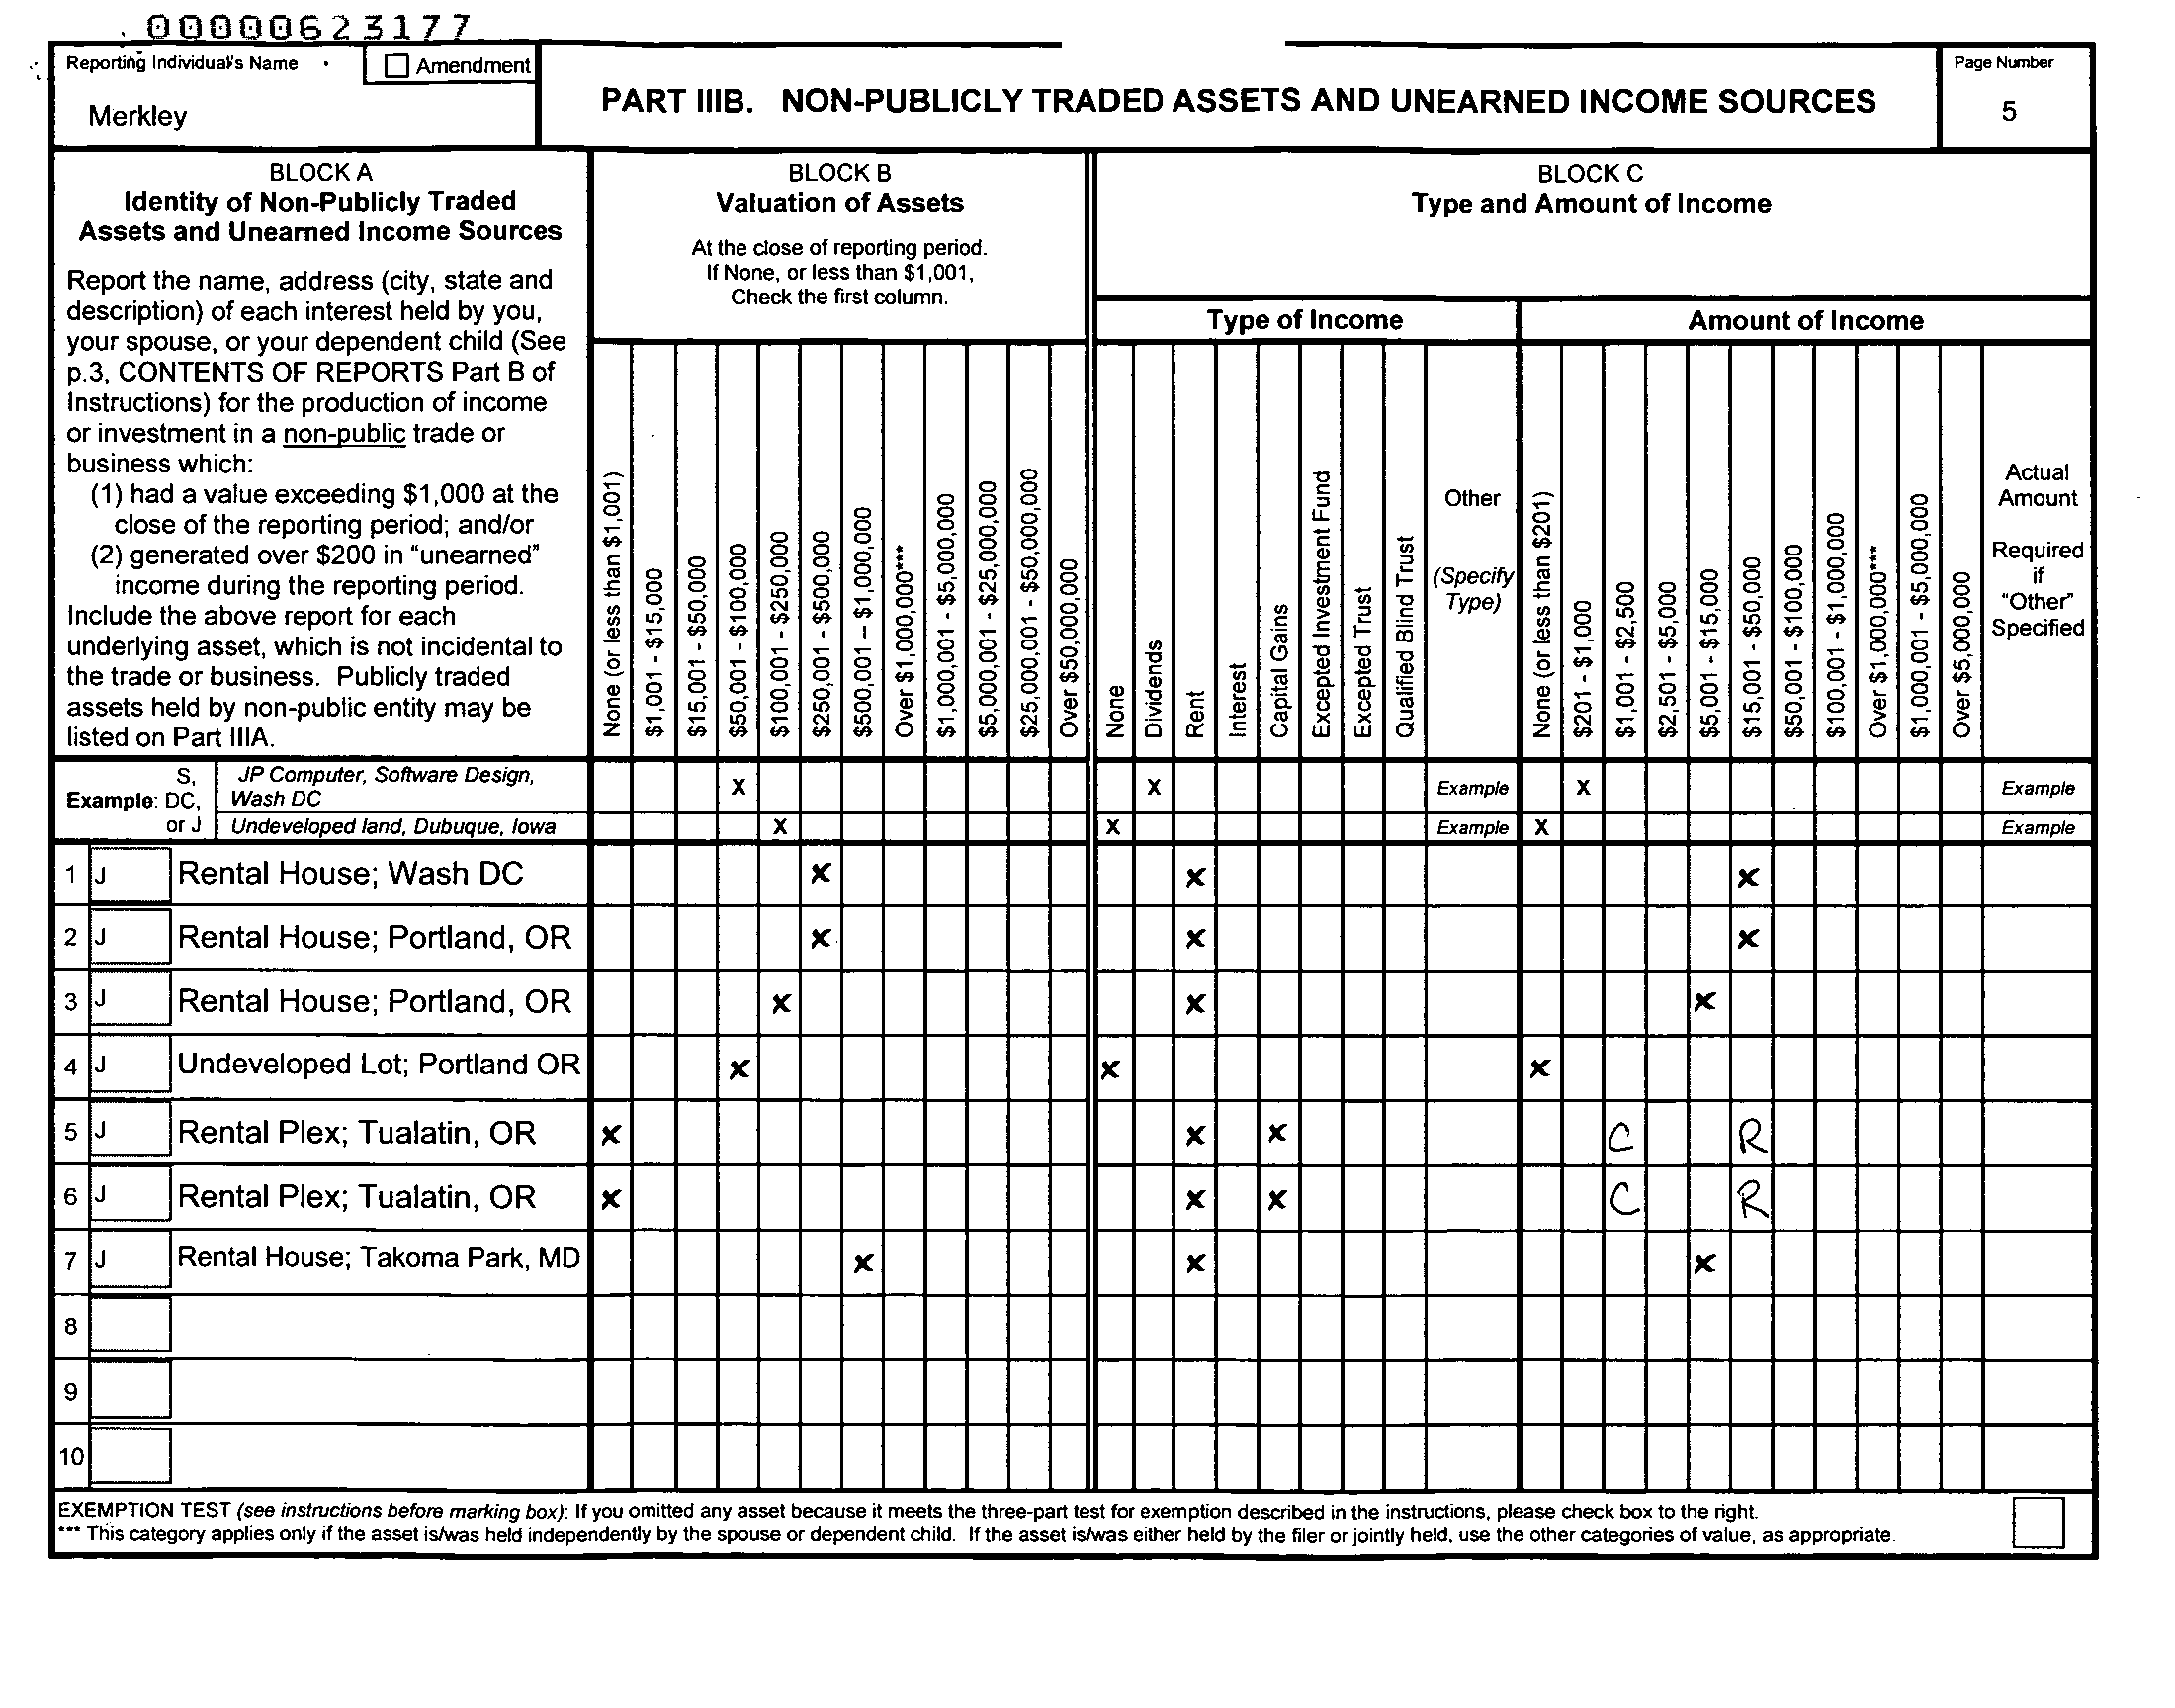 00000623177
Reporting Individual's Name
Amendment
Merkley
PART IIIB. NON-PUBLICLY TRADED ASSETS AND UNEARNED INCOME SOURCES
Page Number
5
BLOCK A
Identity of Non-Publicly Traded
Assets and Unearned Income Sources
Report the name, address (city, state and
description) of each interest held by you,
your spouse, or your dependent child (See
p.3, CONTENTS OF REPORTS Part B of
Instructions) for the production of income
or investment in a non-public trade or
business which:
(1) had a value exceeding $1,000 at the
close of the reporting period; and/or
(2) generated over $200 in "unearned"
income during the reporting period.
Include the above report for each
underlying asset, which is not incidental to
the trade or business. Publicly traded
assets held by non-public entity may be
listed on Part IIIA.
BLOCK B
Valuation of Assets
At the close of reporting period.
If None, or less than $1,001,
Check the first column.
None (or less than $1,001)
$1,001 - $15,000
$15,001 - $50,000
$50,001 - $100,000
$100,001 - $250,000
$250,001 - $500,000
$500,001 – $1,000,000
Over $1,000,000***
$1,000,001 - $5,000,000
$5,000,001 - $25,000,000
$25,000,001 - $50,000,000
Over $50,000,000
BLOCK C
Type and Amount of Income
Type of Income
None
Dividends
Rent
Interest
Capital Gains
Excepted Investment Fund
Excepted Trust
Qualified Blind Trust
Other
(Specify
Type)
Amount of Income
None (or less than $201)
$201 - $1,000
$1,001 - $2,500
$2,501 - $5,000
$5,001 - $15,000
$15,001 - $50,000
$50,001 - $100,000
$100,001 - $1,000,000
Over $1,000,000***
$1,000,001 - $5,000,000
Over $5,000,000
Actual
Amount
Required
if
"Other"
Specified
Example: S,
DC,
or J
JP Computer, Software Design,
Wash DC
X X Example X Example
Undeveloped land, Dubuque, Iowa X X Example X Example
1 J Rental House; Wash DC x x x
2 J Rental House; Portland, OR x x x
3 J Rental House; Portland, OR x x x
4 J Undeveloped Lot; Portland OR x x x
5 J Rental Plex; Tualatin, OR x x x C R
6 J Rental Plex; Tualatin, OR x x x C R
7 J Rental House; Takoma Park, MD x x x
8
9
10
EXEMPTION TEST (see instructions before marking box): If you omitted any asset because it meets the three-part test for exemption described in the instructions, please check box to the right.
*** This category applies only if the asset is/was held independently by the spouse or dependent child. If the asset is/was either held by the filer or jointly held, use the other categories of value, as appropriate.